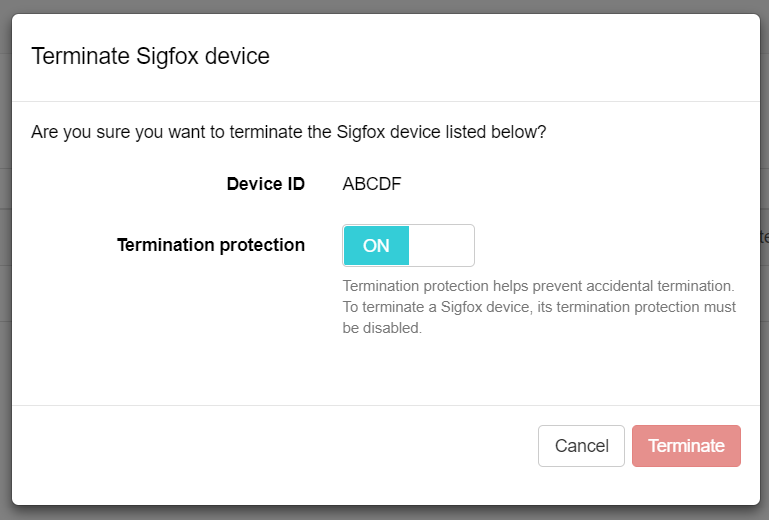 Terminate Sigfox device
Are you sure you want to terminate the Sigfox device listed below?
Device ID ABCDF
Termination protection ON
Termination protection helps prevent accidental termination.
To terminate a Sigfox device, its termination protection must
be disabled.
Cancel Terminate